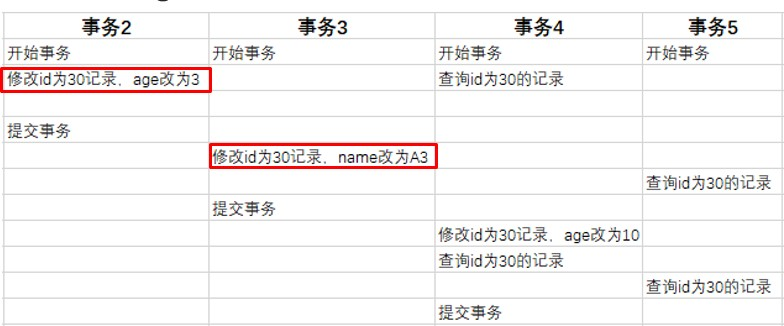 事务2 事务3 事务4 事务5
开始事务 开始事务 开始事务 开始事务
修改id为30记录，age改为3 查询id为30的记录
提交事务
修改id为30记录，name改为A3
查询id为30的记录
提交事务
修改id为30记录，age改为10
查询id为30的记录
查询id为30的记录
提交事务